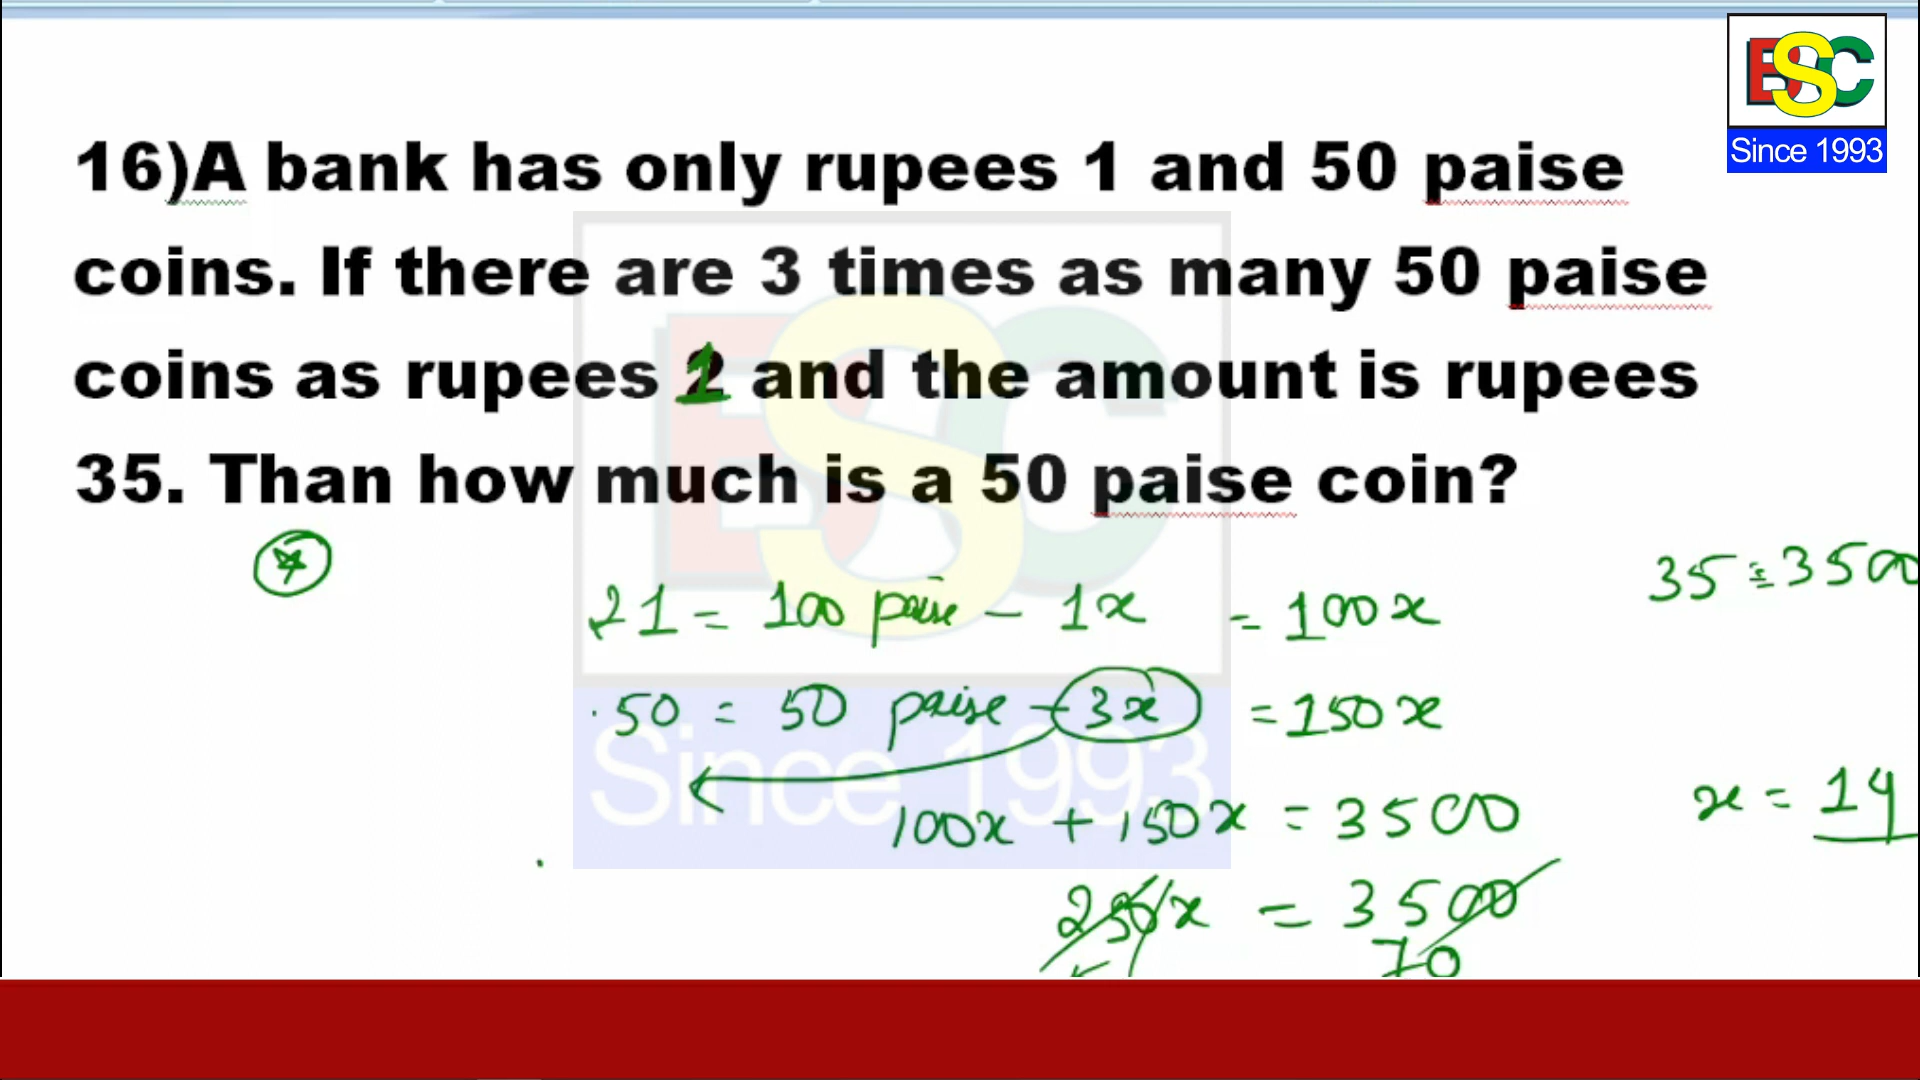 ESC
Since 1993
16)A bank has only rupees 1 and 50 paise
coins. If there are 3 times as many 50 paise
coins as rupees 1 and the amount is rupees
35. Than how much is a 50 paise coin?
35 = 3500
21 = 100 paise - 1x = 100x
50 = 50 paise - 3x = 150x
Since 1993
100x + 150x = 3500
x = 14
250x = 3500
70